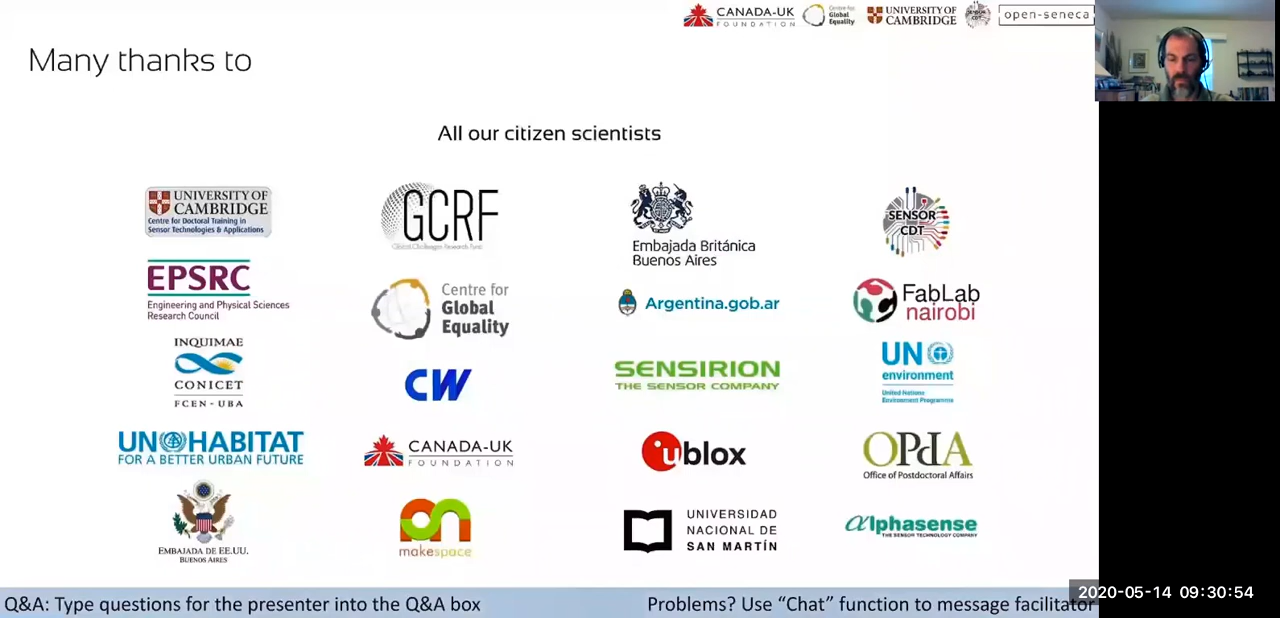 CANADA-UK
FOUNDATION
Centre for
Global
Equality
UNIVERSITY OF
CAMBRIDGE
SENSOR
CDT
open-seneca
Many thanks to
All our citizen scientists
UNIVERSITY OF
CAMBRIDGE
Centre for Doctoral Training in
Sensor Technologies & Applications
GCRF
Global Challenges Research Fund
Embajada Británica
Buenos Aires
SENSOR
CDT
EPSRC
Engineering and Physical Sciences
Research Council
Centre for
Global
Equality
Argentina.gob.ar
FabLab
nairobi
INQUIMAE
CONICET
FCEN - UBA
CW
SENSIRION
THE SENSOR COMPANY
UN
environment
United Nations
Environment Programme
UN HABITAT
FOR A BETTER URBAN FUTURE
CANADA-UK
FOUNDATION
ublox
OPdA
Office of Postdoctoral Affairs
EMBAJADA DE EE.UU.
BUENOS AIRES
makespace
UNIVERSIDAD
NACIONAL DE
SAN MARTÍN
alphasense
THE SENSOR TECHNOLOGY COMPANY
Q&A: Type questions for the presenter into the Q&A box
Problems? Use “Chat” function to message facilitator
2020-05-14 09:30:54